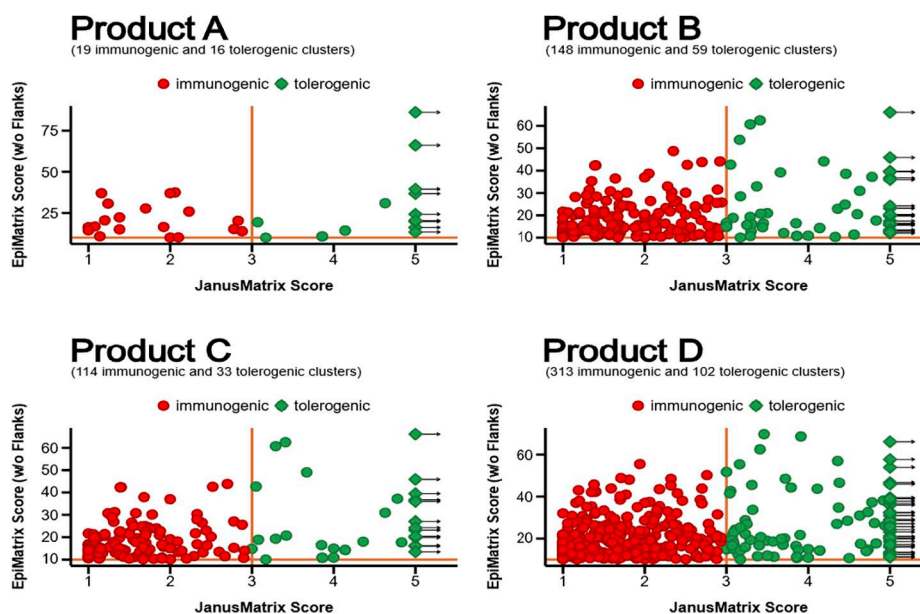 Product A
(19 immunogenic and 16 tolerogenic clusters)
immunogenic tolerogenic
EpiMatrix Score (w/o Flanks)
75
50
25
1 2 3 4 5
JanusMatrix Score
Product B
(148 immunogenic and 59 tolerogenic clusters)
immunogenic tolerogenic
EpiMatrix Score (w/o Flanks)
60
50
40
30
20
10
1 2 3 4 5
JanusMatrix Score
Product C
(114 immunogenic and 33 tolerogenic clusters)
immunogenic tolerogenic
EpiMatrix Score (w/o Flanks)
60
50
40
30
20
10
1 2 3 4 5
JanusMatrix Score
Product D
(313 immunogenic and 102 tolerogenic clusters)
immunogenic tolerogenic
EpiMatrix Score (w/o Flanks)
60
40
20
1 2 3 4 5
JanusMatrix Score